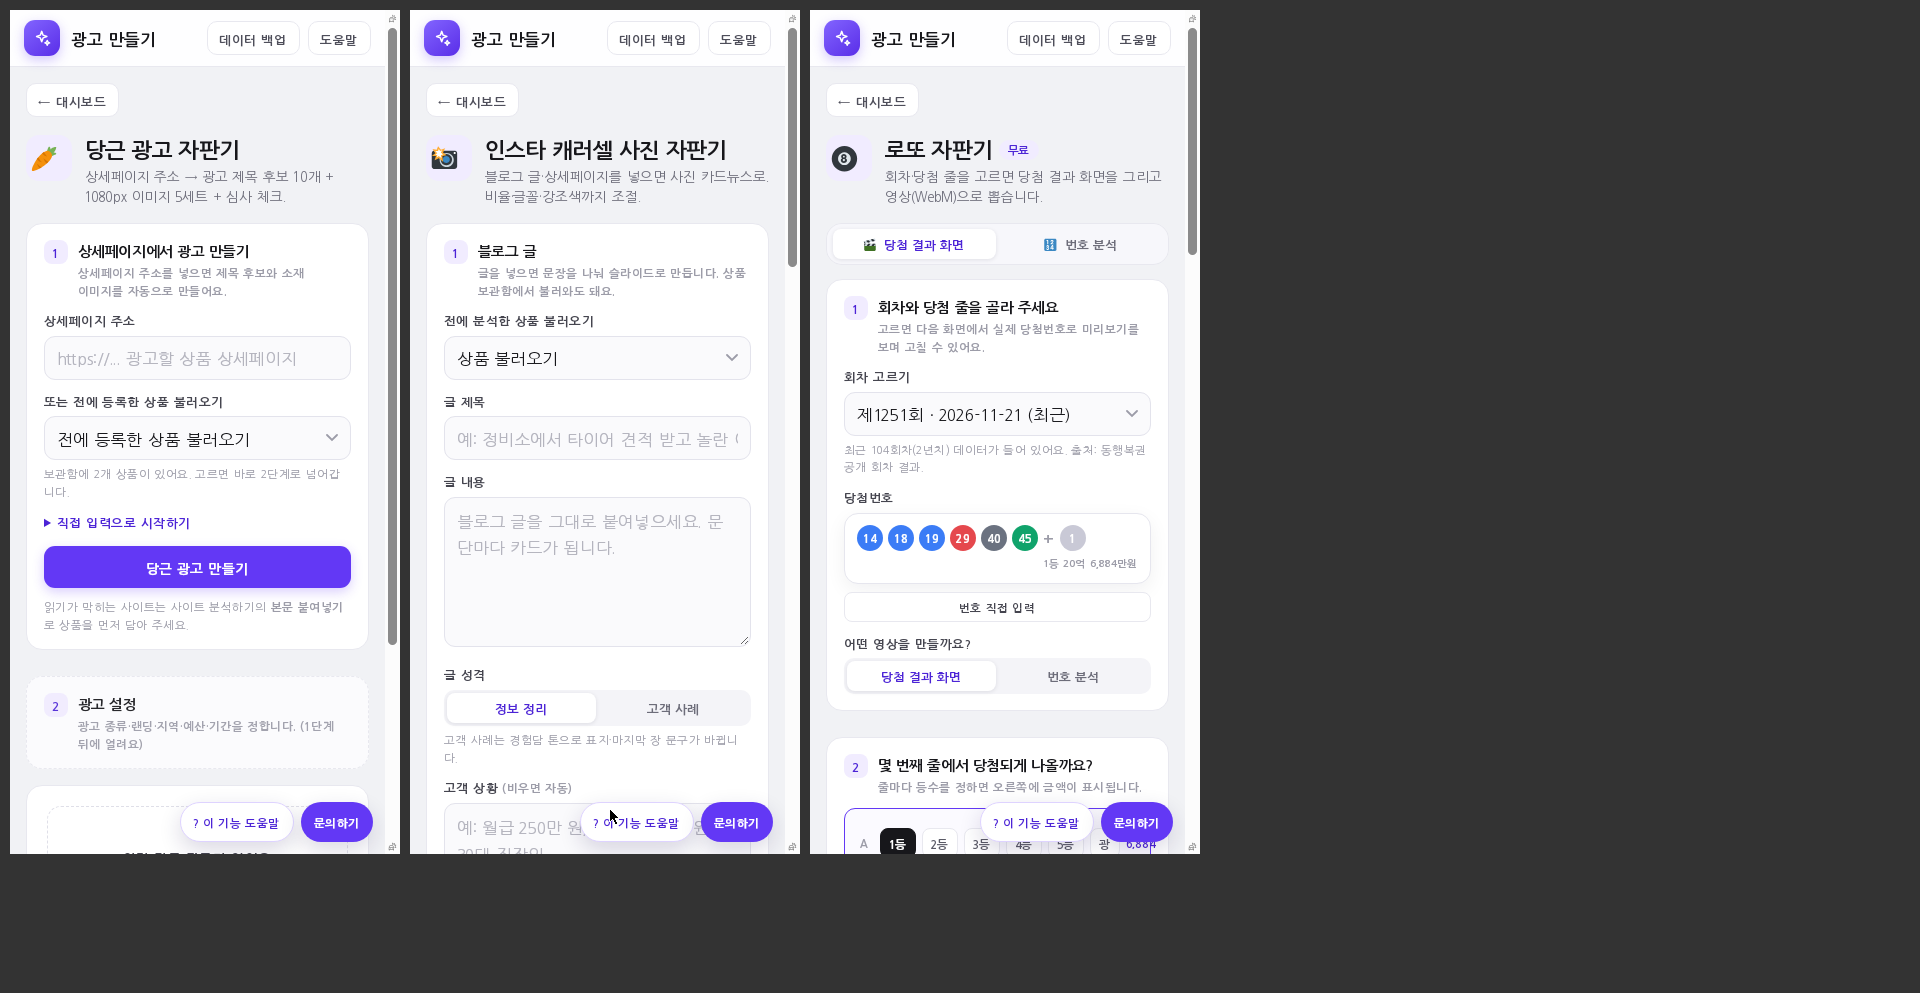 광고 만들기
데이터 백업
도움말
← 대시보드
당근 광고 자판기
상세페이지 주소 → 광고 제목 후보 10개 +
1080px 이미지 5세트 + 심사 체크.
1
상세페이지에서 광고 만들기
상세페이지 주소를 넣으면 제목 후보와 소재
이미지를 자동으로 만들어요.
상세페이지 주소
https://... 광고할 상품 상세페이지
또는 전에 등록한 상품 불러오기
전에 등록한 상품 불러오기
보관함에 2개 상품이 있어요. 고르면 바로 2단계로 넘어갑
니다.
▶ 직접 입력으로 시작하기
당근 광고 만들기
읽기가 막히는 사이트는 사이트 분석하기의 본문 붙여넣기
로 상품을 먼저 담아 주세요.
2
광고 설정
광고 종류·랜딩·지역·예산·기간을 정합니다. (1단계
뒤에 열려요)
? 이 기능 도움말
문의하기
광고 만들기
데이터 백업
도움말
← 대시보드
인스타 캐러셀 사진 자판기
블로그 글·상세페이지를 넣으면 사진 카드뉴스로.
비율·글꼴·강조색까지 조절.
1
블로그 글
글을 넣으면 문장을 나눠 슬라이드로 만듭니다. 상품
보관함에서 불러와도 돼요.
전에 분석한 상품 불러오기
상품 불러오기
글 제목
예: 정비소에서 타이어 견적 받고 놀란
글 내용
블로그 글을 그대로 붙여넣으세요. 문
단마다 카드가 됩니다.
글 성격
정보 정리
고객 사례
고객 사례는 경험담 톤으로 표지·마지막 장 문구가 바뀝니
다.
고객 상황 (비우면 자동)
예: 월급 250만 원
? 이 기능 도움말
문의하기
광고 만들기
데이터 백업
도움말
← 대시보드
로또 자판기 무료
회차·당첨 줄을 고르면 당첨 결과 화면을 그리고
영상(WebM)으로 뽑습니다.
당첨 결과 화면
번호 분석
1
회차와 당첨 줄을 골라 주세요
고르면 다음 화면에서 실제 당첨번호로 미리보기를
보며 고칠 수 있어요.
회차 고르기
제1251회 · 2026-11-21 (최근)
최근 104회차(2년치) 데이터가 들어 있어요. 출처: 동행복권
공개 회차 결과.
당첨번호
14 18 19 29 40 45 + 1
1등 20억 6,884만원
번호 직접 입력
어떤 영상을 만들까요?
당첨 결과 화면
번호 분석
2
몇 번째 줄에서 당첨되게 나올까요?
줄마다 등수를 정하면 오른쪽에 금액이 표시됩니다.
? 이 기능 도움말
문의하기
A 1등 2등 3등 4등 5등 꽝 6,884